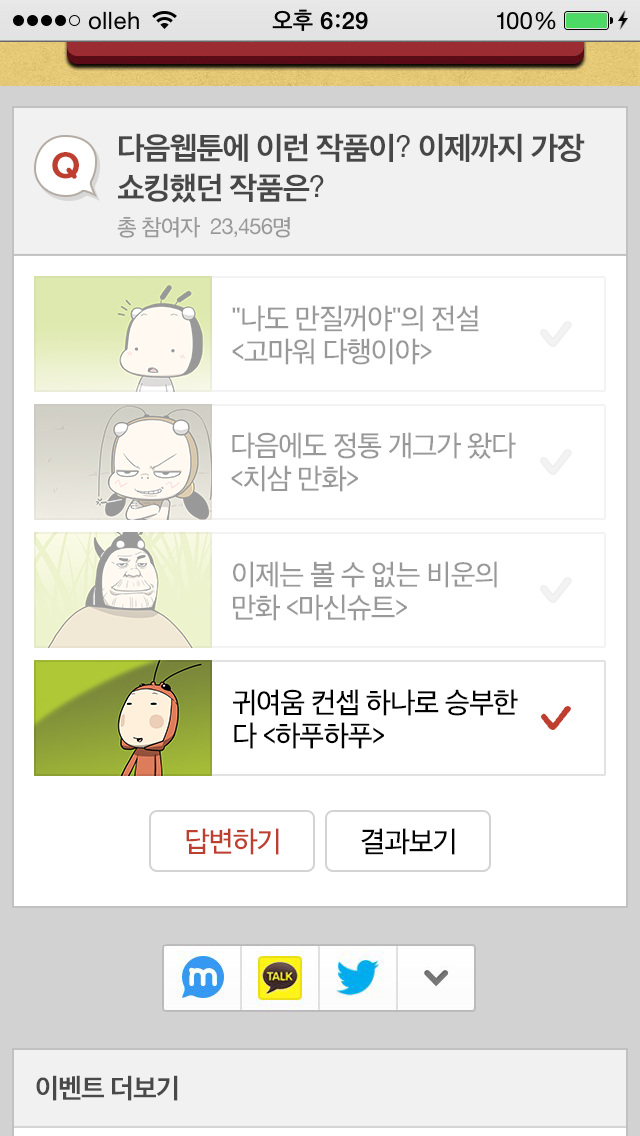 olleh 오후 6:29 100%
Q
다음웹툰에 이런 작품이? 이제까지 가장
쇼킹했던 작품은?
총 참여자 23,456명
"나도 만질꺼야"의 전설
<고마워 다행이야>
다음에도 정통 개그가 왔다
<치삼 만화>
이제는 볼 수 없는 비운의
만화 <마신슈트>
귀여움 컨셉 하나로 승부한
다 <하푸하푸>
답변하기 결과보기
m TALK
이벤트 더보기